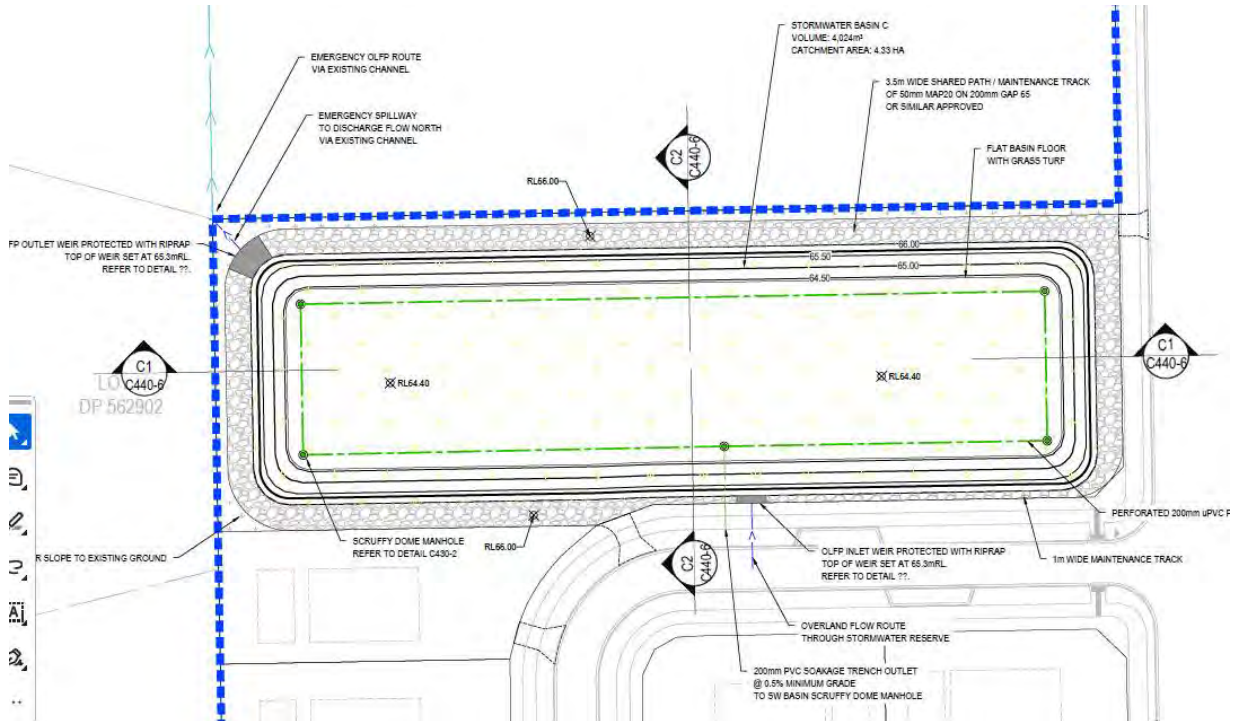 STORMWATER BASIN C
VOLUME: 4,024m³
CATCHMENT AREA: 4.33 HA
EMERGENCY OLFP ROUTE
VIA EXISTING CHANNEL
3.5m WIDE SHARED PATH / MAINTENANCE TRACK
OF 50mm MAP20 ON 200mm GAP 65
OR SIMILAR APPROVED
EMERGENCY SPILLWAY
TO DISCHARGE FLOW NORTH
VIA EXISTING CHANNEL
FLAT BASIN FLOOR
WITH GRASS TURF
C2
C440-6
RL66.00
FP OUTLET WEIR PROTECTED WITH RIPRAP
TOP OF WEIR SET AT 65.3mRL.
REFER TO DETAIL ??.
66.00
65.50
65.00
64.50
C1
C440-6
C1
C440-6
LO
DP 562902
RL64.40
RL64.40
PERFORATED 200mm uPVC P
SCRUFFY DOME MANHOLE
REFER TO DETAIL C430-2
RL66.00
R SLOPE TO EXISTING GROUND
C2
C440-6
OLFP INLET WEIR PROTECTED WITH RIPRAP
TOP OF WEIR SET AT 65.3mRL.
REFER TO DETAIL ??.
1m WIDE MAINTENANCE TRACK
OVERLAND FLOW ROUTE
THROUGH STORMWATER RESERVE
200mm PVC SOAKAGE TRENCH OUTLET
@ 0.5% MINIMUM GRADE
TO SW BASIN SCRUFFY DOME MANHOLE